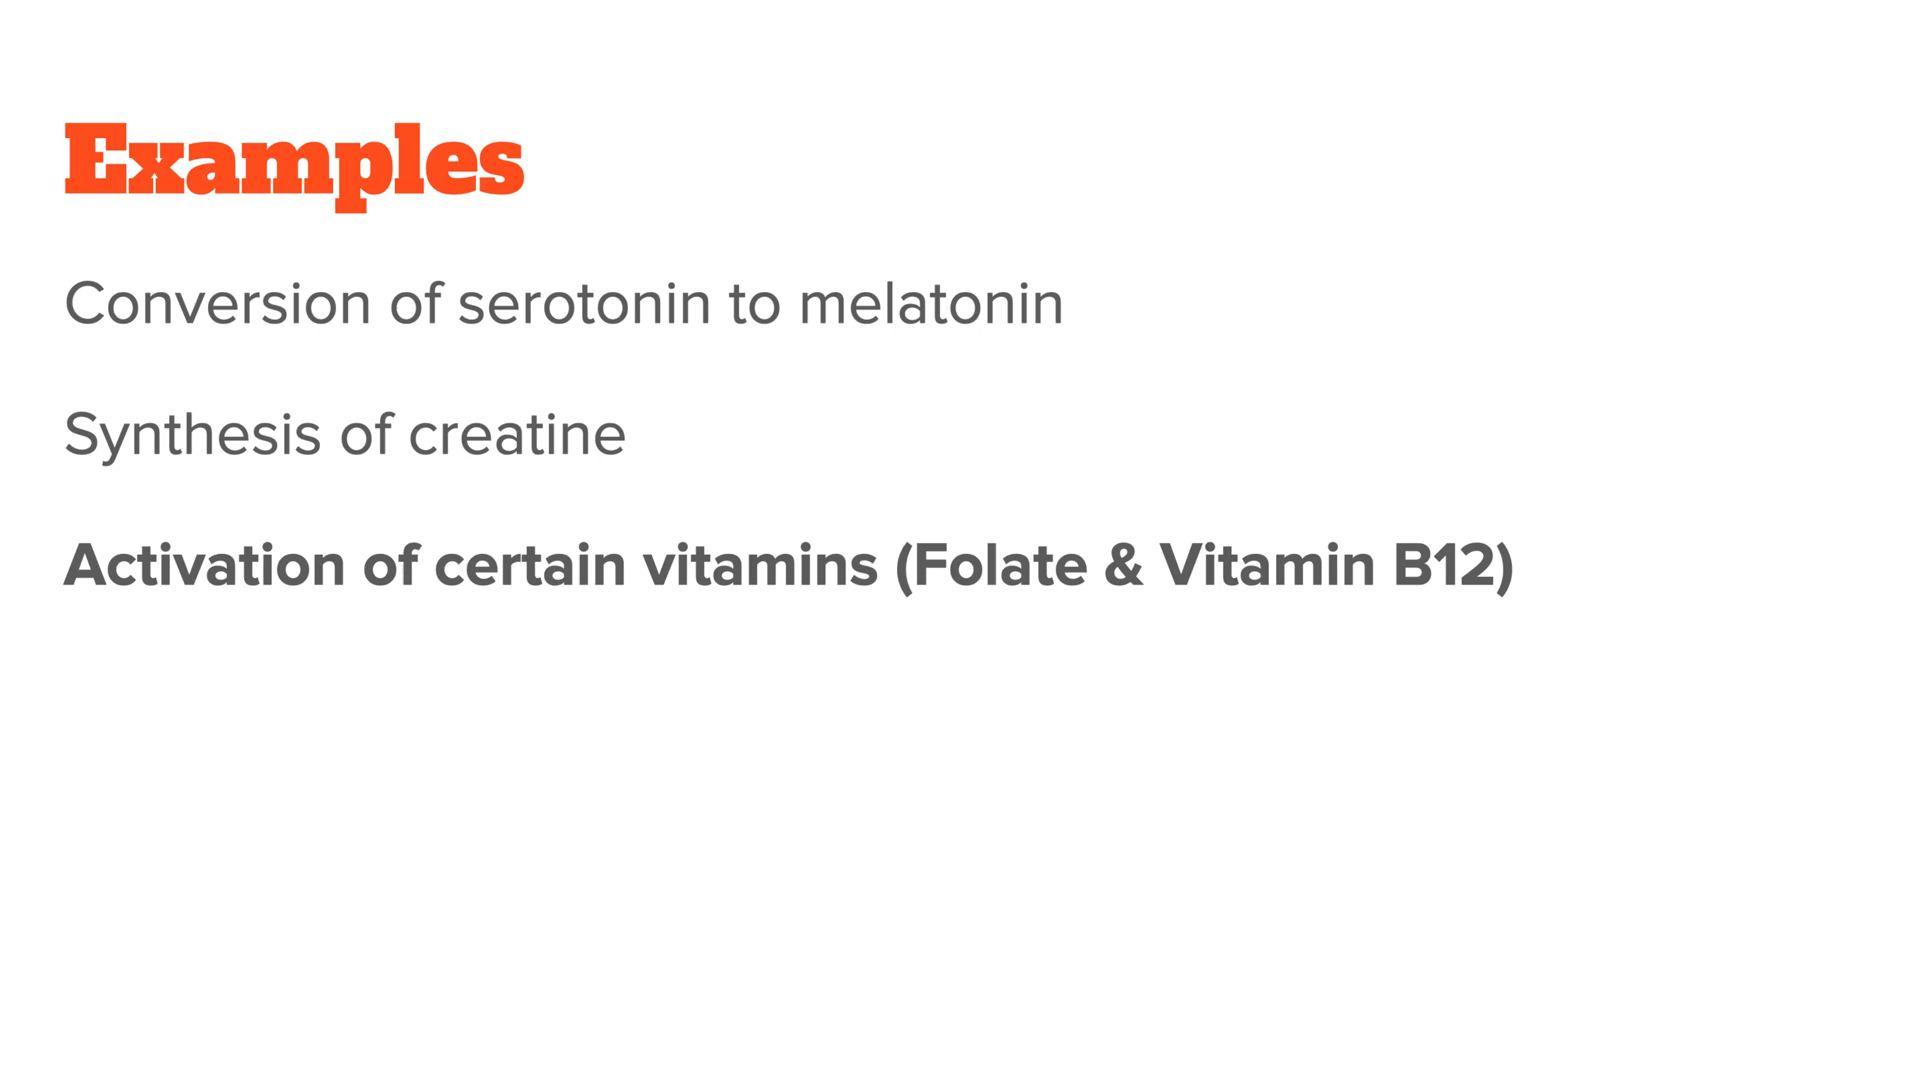 Examples
Conversion of serotonin to melatonin
Synthesis of creatine
Activation of certain vitamins (Folate & Vitamin B12)